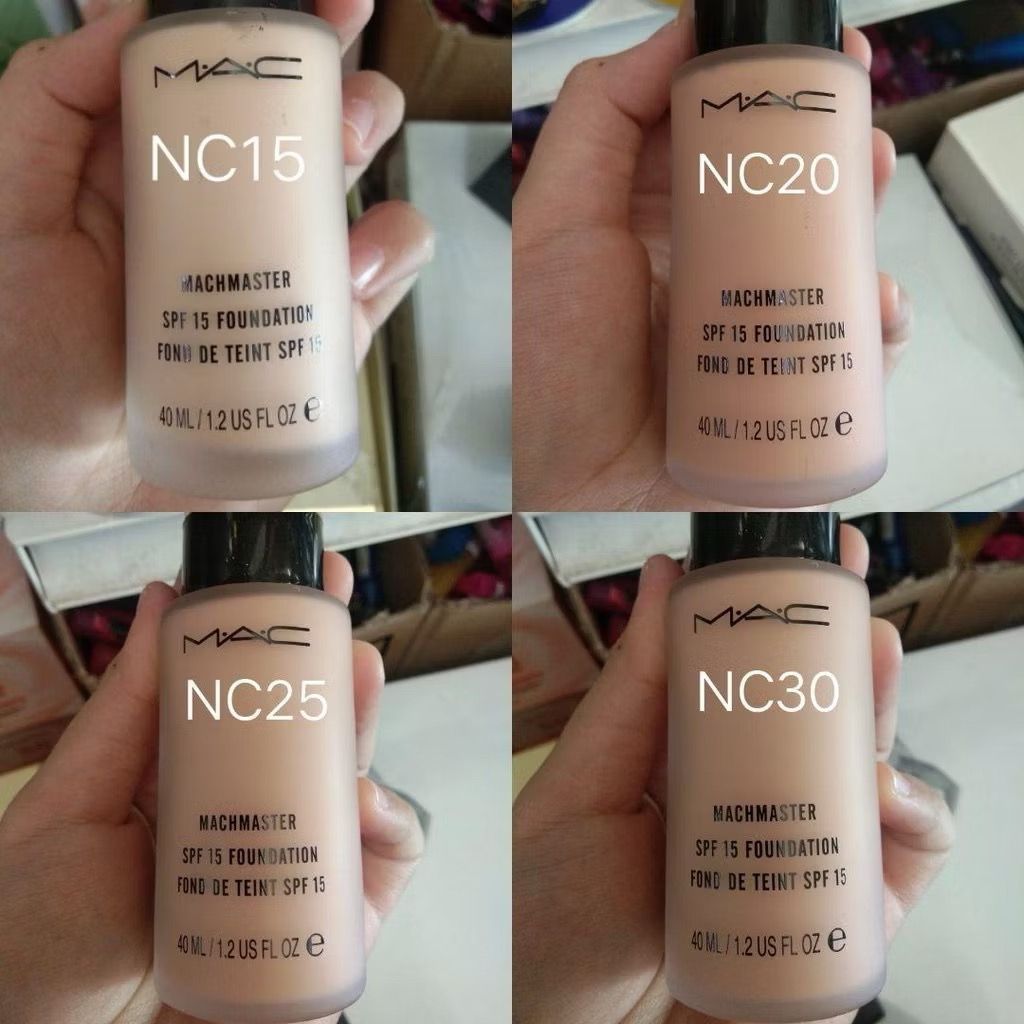 M·A·C
NC15
MACHMASTER
SPF 15 FOUNDATION
FOND DE TEINT SPF 15
40 ML / 1.2 US FL OZ e
M·A·C
NC20
MACHMASTER
SPF 15 FOUNDATION
FOND DE TEINT SPF 15
40 ML / 1.2 US FL OZ e
M·A·C
NC25
MACHMASTER
SPF 15 FOUNDATION
FOND DE TEINT SPF 15
40 ML / 1.2 US FL OZ e
M·A·C
NC30
MACHMASTER
SPF 15 FOUNDATION
FOND DE TEINT SPF 15
40 ML / 1.2 US FL OZ e